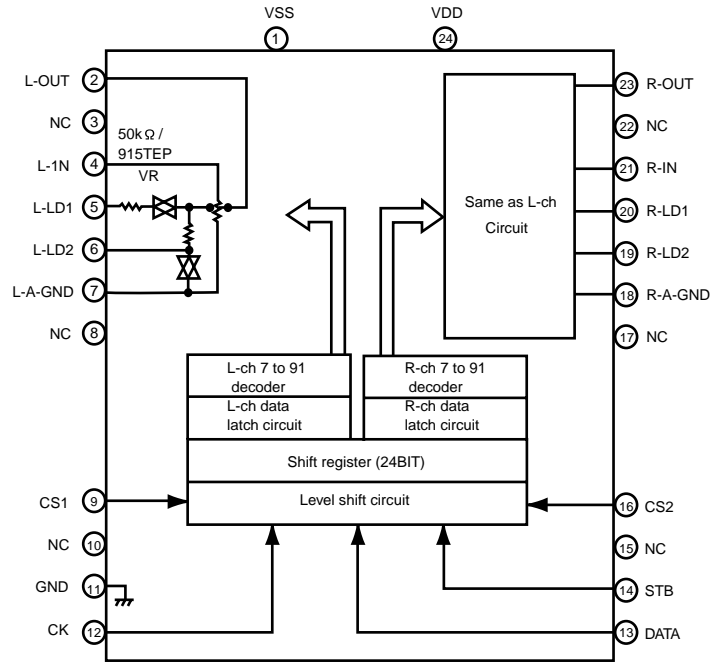 VSS
VDD
1
24
L-OUT 2
23 R-OUT
NC 3
22 NC
50kΩ /
915TEP
VR
L-1N 4
21 R-IN
L-LD1 5
20 R-LD1
Same as L-ch
Circuit
L-LD2 6
19 R-LD2
L-A-GND 7
18 R-A-GND
NC 8
17 NC
L-ch 7 to 91
decoder
R-ch 7 to 91
decoder
L-ch data
latch circuit
R-ch data
latch circuit
Shift register (24BIT)
Level shift circuit
CS1 9
16 CS2
NC 10
15 NC
GND 11
14 STB
CK 12
13 DATA